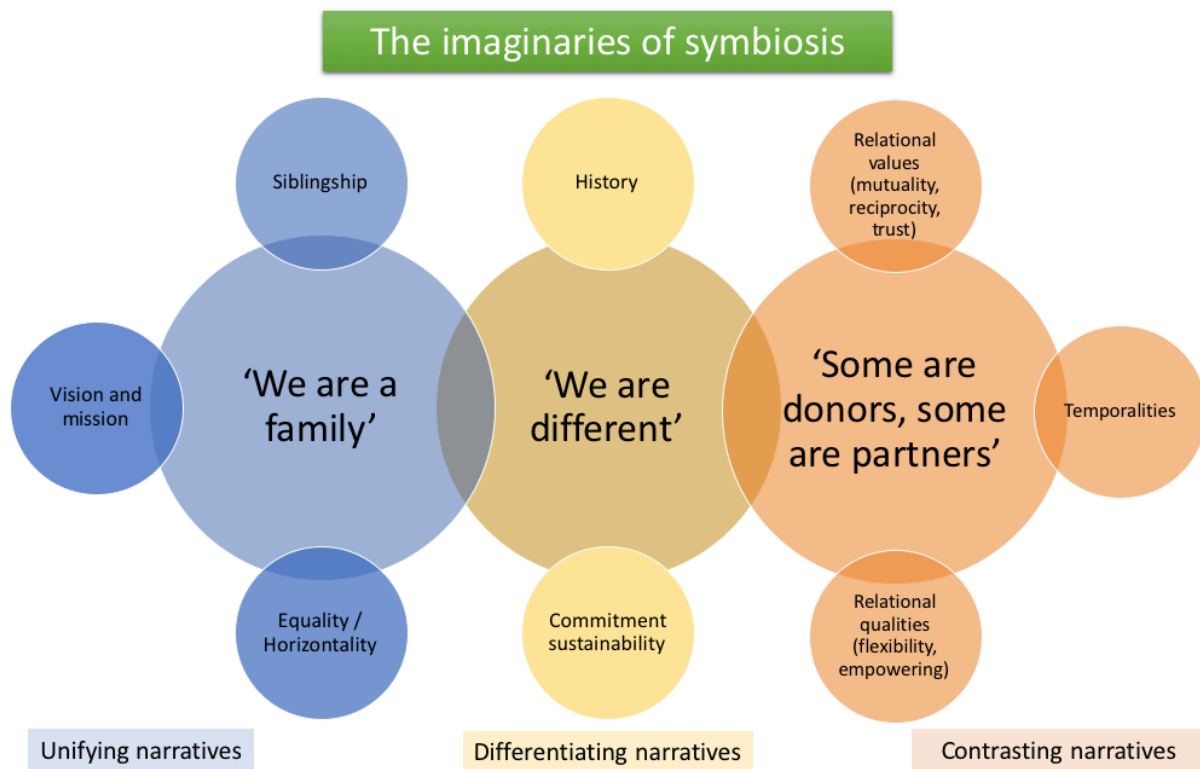 The imaginaries of symbiosis
Siblingship
History
Relational
values
(mutuality,
reciprocity,
trust)
Vision and
mission
‘We are a
family’
‘We are
different’
‘Some are
donors, some
are partners’
Temporalities
Equality /
Horizontality
Commitment
sustainability
Relational
qualities
(flexibility,
empowering)
Unifying narratives
Differentiating narratives
Contrasting narratives